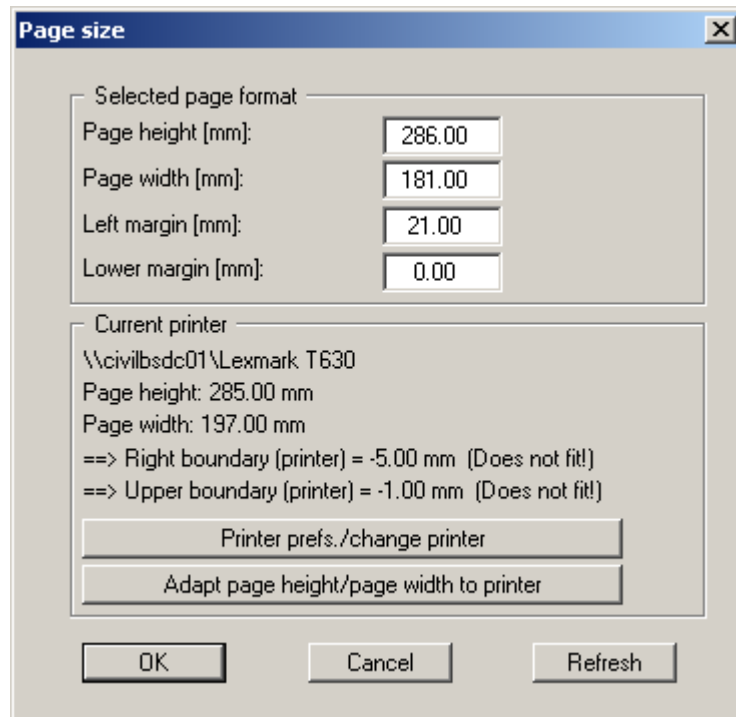 Page size
Selected page format
Page height [mm]: 286.00
Page width [mm]: 181.00
Left margin [mm]: 21.00
Lower margin [mm]: 0.00
Current printer
\\civilbsdc01\Lexmark T630
Page height: 285.00 mm
Page width: 197.00 mm
==> Right boundary (printer) = -5.00 mm (Does not fit!)
==> Upper boundary (printer) = -1.00 mm (Does not fit!)
Printer prefs./change printer
Adapt page height/page width to printer
OK Cancel Refresh